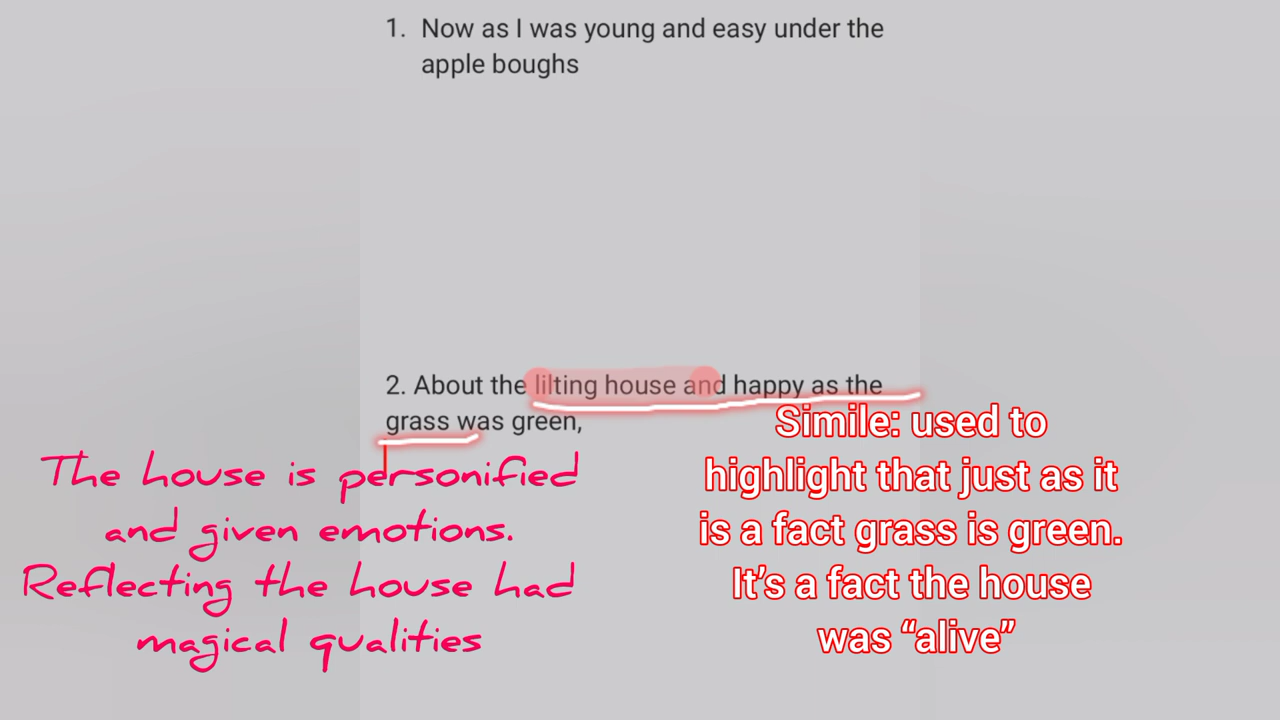 1. Now as I was young and easy under the
apple boughs
2. About the lilting house and happy as the
grass was green,
The house is personified
and given emotions.
Reflecting the house had
magical qualities
Simile: used to
highlight that just as it
is a fact grass is green.
It's a fact the house
was “alive”